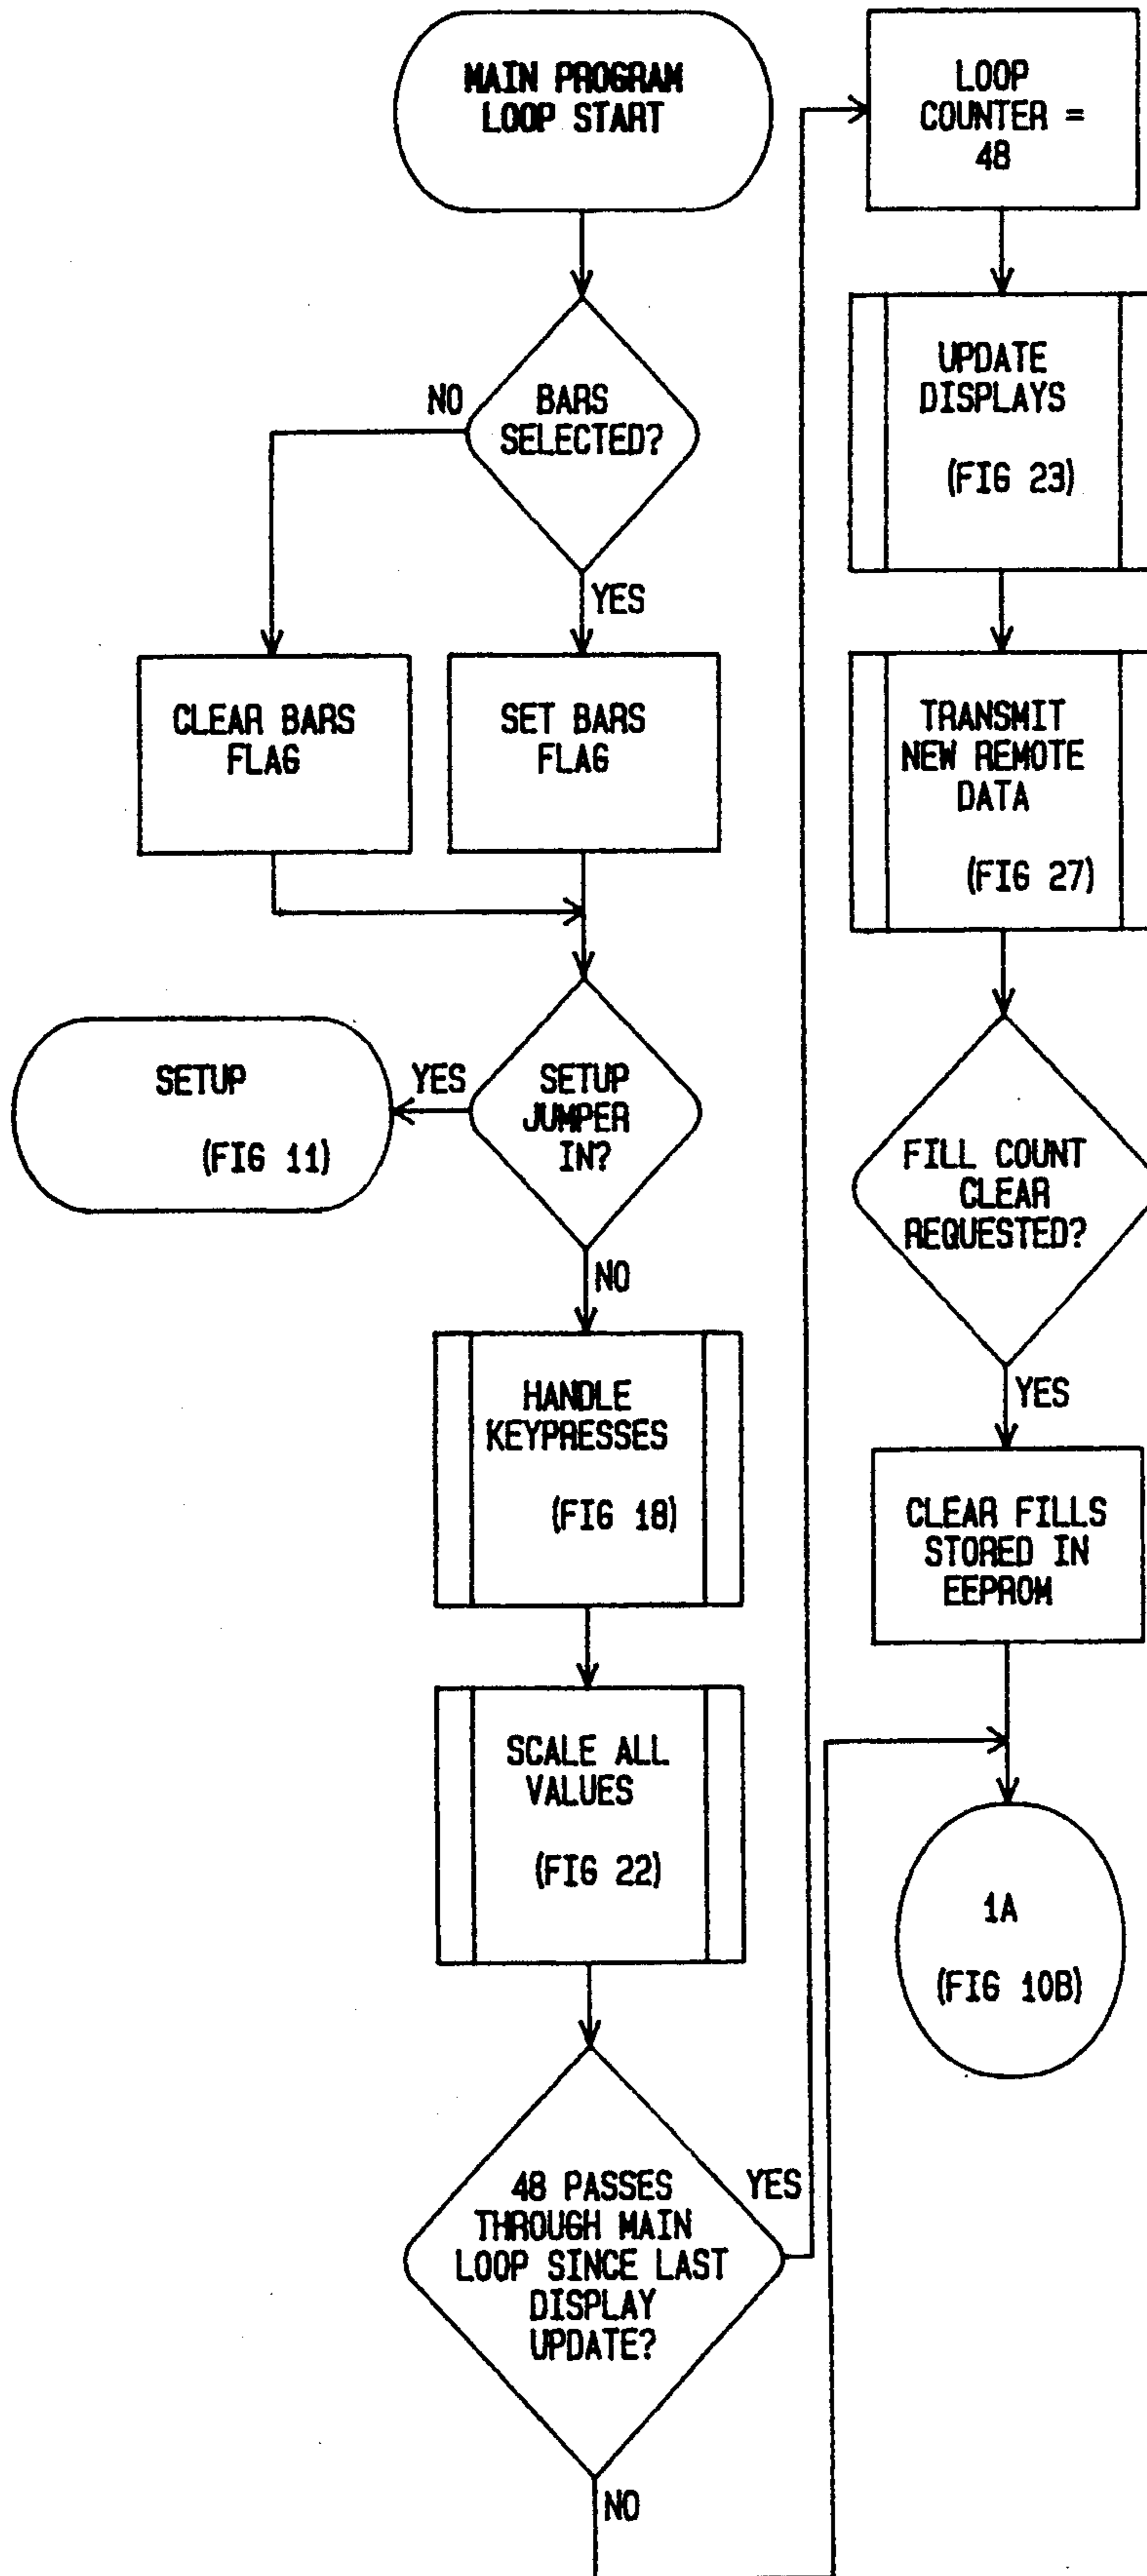 MAIN PROGRAM
LOOP START
NO
BARS
SELECTED?
YES
CLEAR BARS
FLAG
SET BARS
FLAG
SETUP
(FIG 11)
YES
SETUP
JUMPER
IN?
NO
HANDLE
KEYPRESSES
(FIG 18)
SCALE ALL
VALUES
(FIG 22)
48 PASSES
THROUGH MAIN
LOOP SINCE LAST
DISPLAY
UPDATE?
YES
NO
LOOP
COUNTER =
48
UPDATE
DISPLAYS
(FIG 23)
TRANSMIT
NEW REMOTE
DATA
(FIG 27)
FILL COUNT
CLEAR
REQUESTED?
YES
CLEAR FILLS
STORED IN
EEPROM
1A
(FIG 10B)